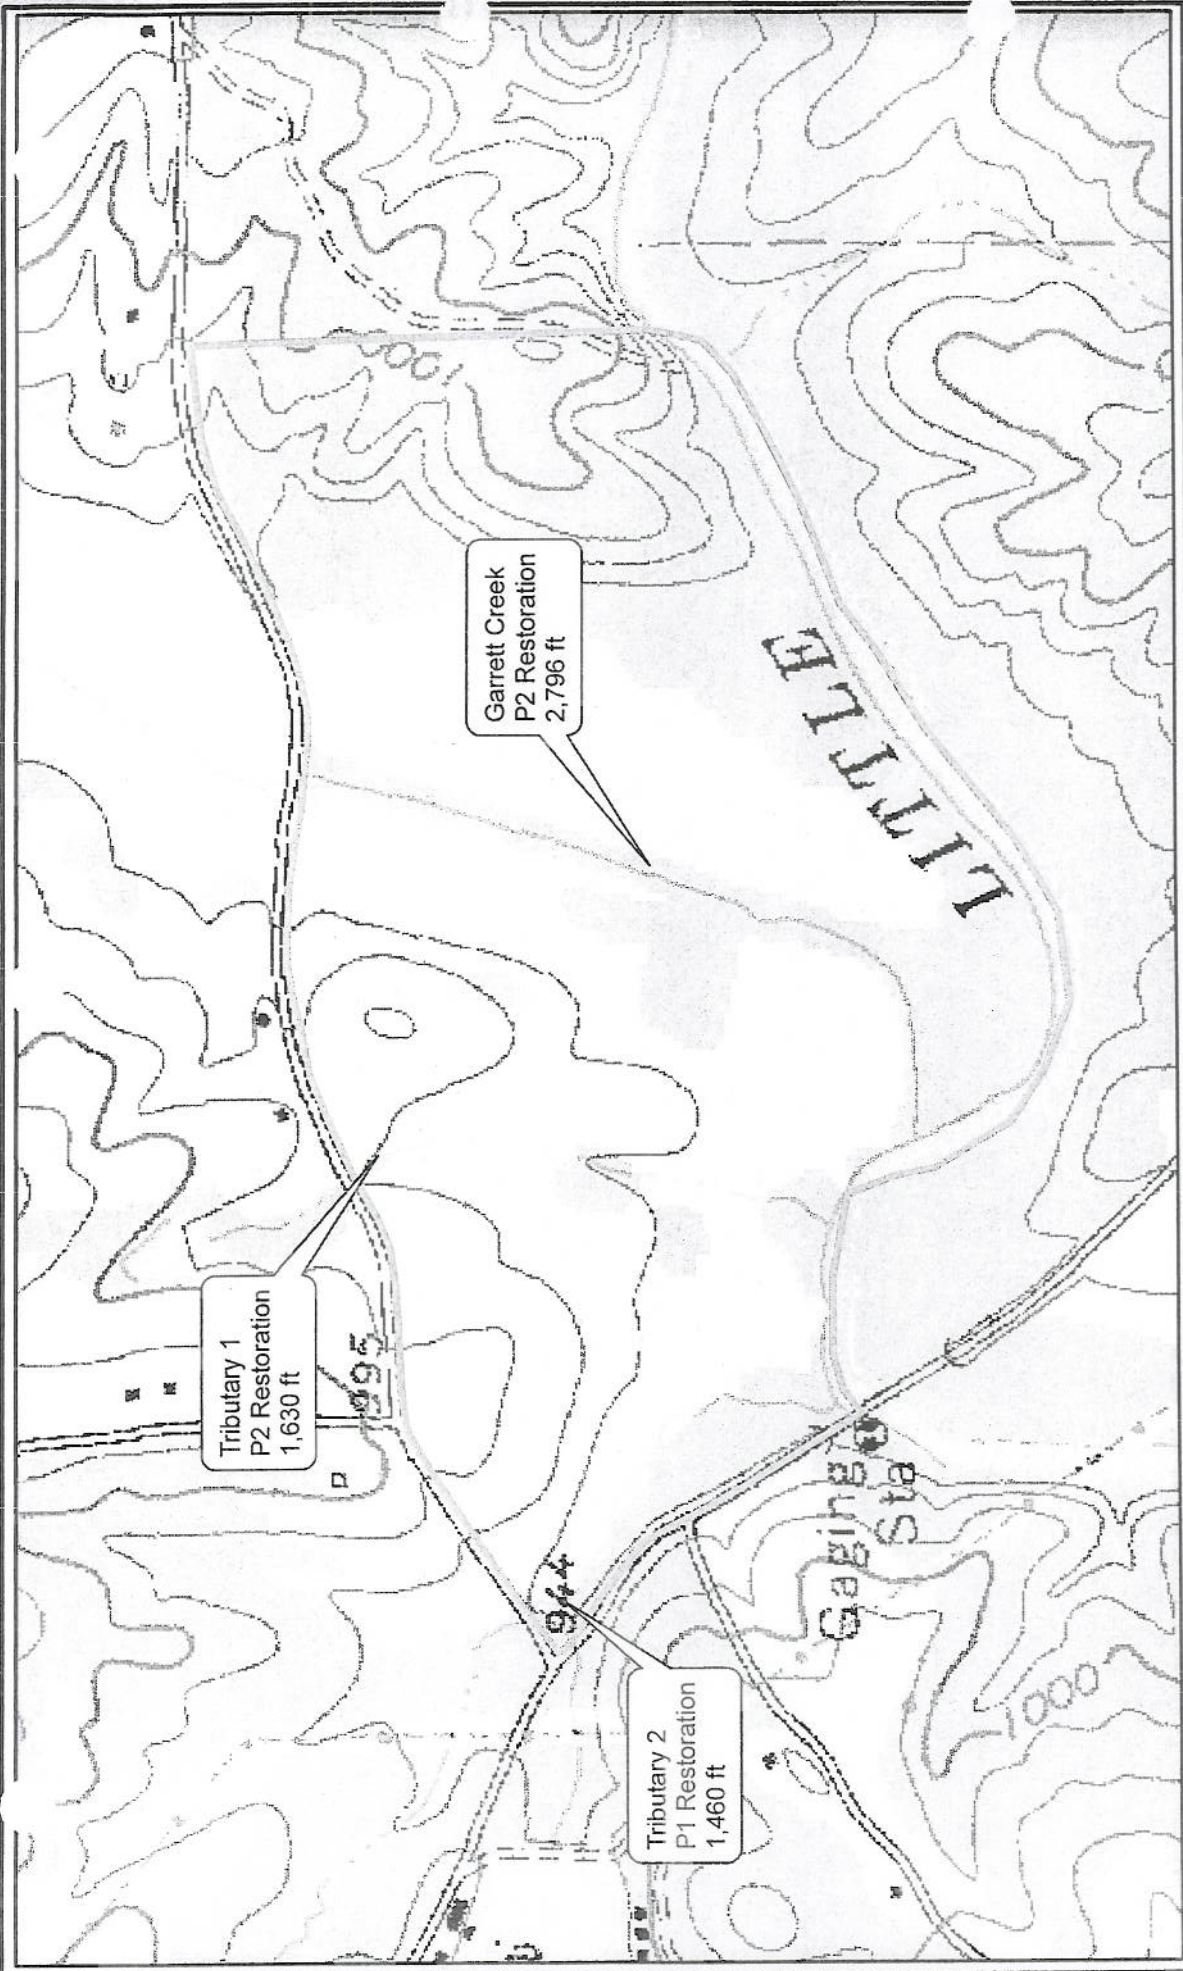 Garrett Creek
P2 Restoration
2,796 ft
Tributary 1
P2 Restoration
1,630 ft
Tributary 2
P1 Restoration
1,460 ft
LITTLE
1000
995
944
Gaging
Sta
1000